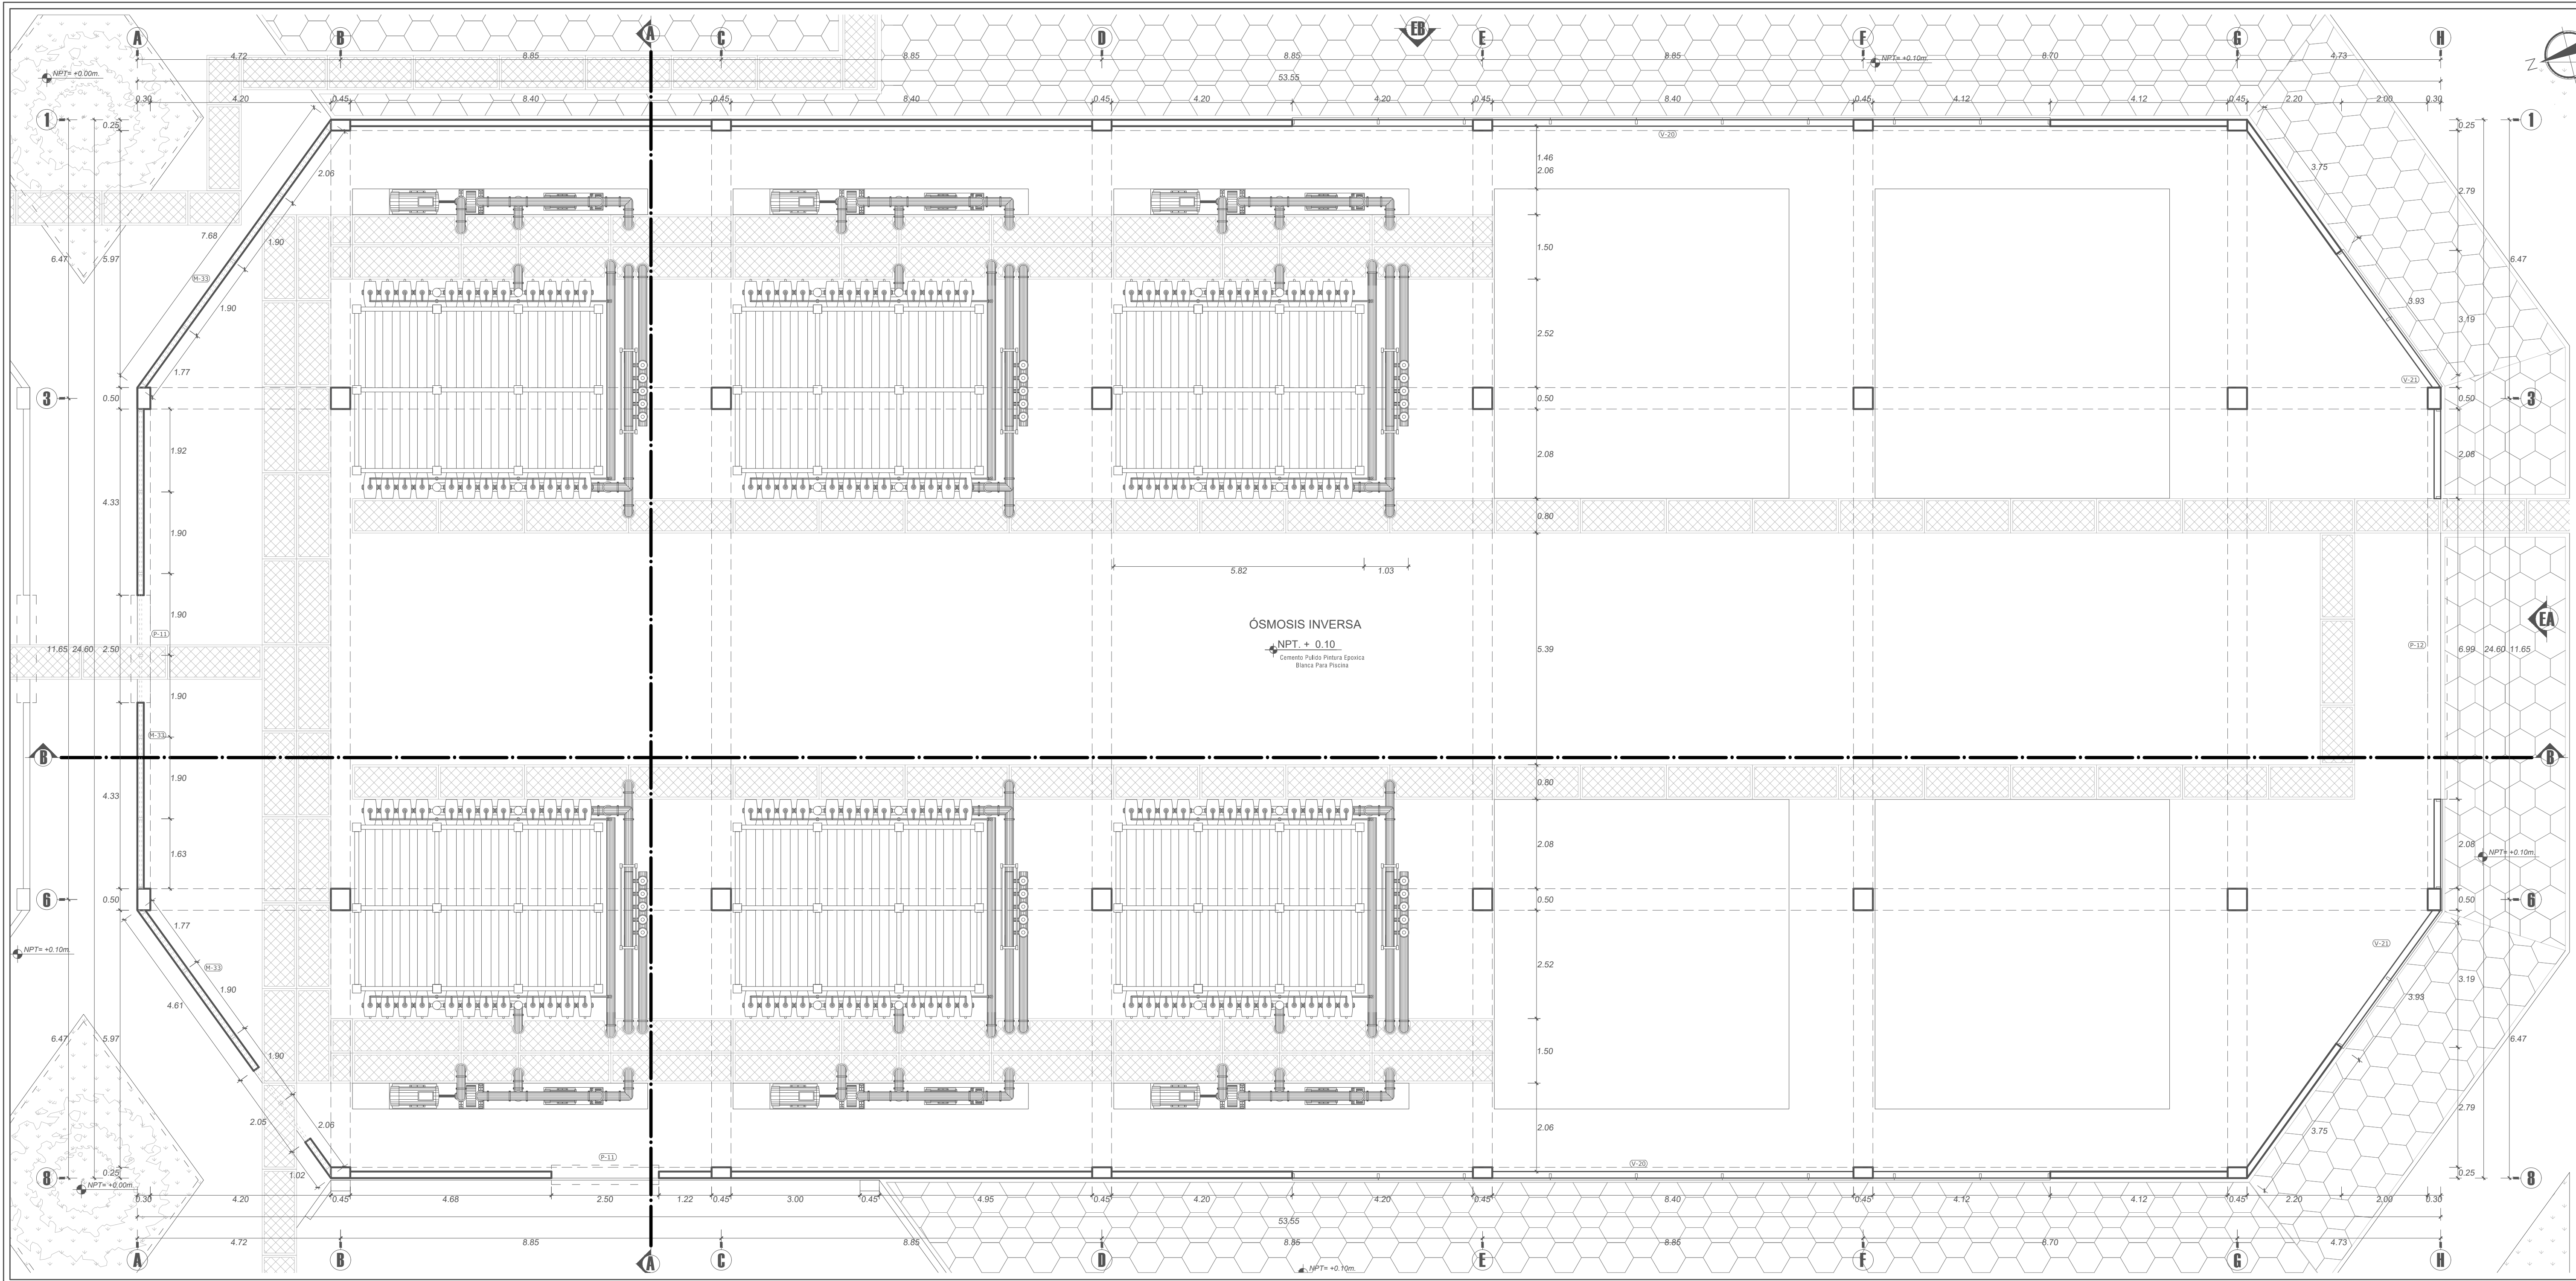 A B A C D EB E F G H
4.72 8.85 8.85 8.85 8.85 8.70 4.73
NPT= +0.00m.
NPT= +0.10m.
N
53.55
0.30 4.20 0.45 8.40 0.45 8.40 0.45 4.20 4.20 0.45 8.40 0.45 4.12 4.12 0.45 2.20 2.00 0.30
1 0.25 0.25 1
V-20
2.06
1.46
2.06
3.75
2.79
7.68
1.90
6.47 5.97
1.50
6.47
M-33
1.90
3.93
3.19
2.52
1.77
V-21
3 0.50 0.50 0.50 3
1.92
2.08
2.08
4.33
0.80
1.90
5.82 1.03
1.90
ÓSMOSIS INVERSA
NPT. + 0.10
Cemento Pulido Pintura Epoxica
Blanca Para Piscina
P-11
EA
11.65 24.60 2.50
5.39
P-12
6.99 24.60 11.65
1.90
M-33
B B
1.90
0.80
4.33
1.63
2.08
2.08
NPT= +0.10m.
6 0.50 0.50 0.50 6
1.77
V-21
NPT= +0.10m.
M-33
2.52
3.19
1.90
4.61
3.93
6.47 5.97
6.47
1.90
1.50
2.79
2.05
2.06
2.06
3.75
P-11
V-20
8 0.25
1.02
0.25 8
NPT= +0.00m.
0.30 4.20 0.45 4.68 2.50 1.22 0.45 3.00 0.45 4.95 0.45 4.20 4.20 0.45 8.40 0.45 4.12 4.12 0.45 2.20 2.00 0.30
53.55
4.72 8.85 8.85 8.85 8.85 8.70 4.73
A B A C D E F G H
NPT= +0.10m.